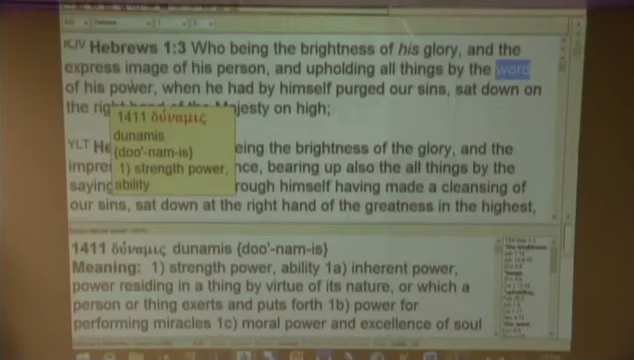 KJV Hebrews 1:3 Who being the brightness of his glory, and the
express image of his person, and upholding all things by the word
of his power, when he had by himself purged our sins, sat down on
the right hand of the Majesty on high;
1411 δύναμις
dunamis
{doo'-nam-is}
1) strength power,
ability
YLT He eing the brightness of the glory, and the
impre nce, bearing up also the all things by the
saying rough himself having made a cleansing of
our sins, sat down at the right hand of the greatness in the highest,
1411 δύναμις dunamis {doo'-nam-is}
Meaning: 1) strength power, ability 1a) inherent power,
power residing in a thing by virtue of its nature, or which a
person or thing exerts and puts forth 1b) power for
performing miracles 1c) moral power and excellence of soul